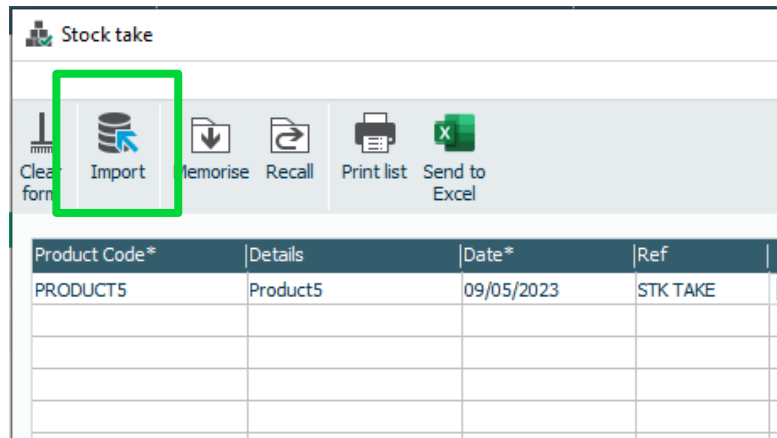 Stock take
Clear Import Memorise Recall Print list Send to
form Excel
Product Code* Details Date* Ref
PRODUCT5 Product5 09/05/2023 STK TAKE